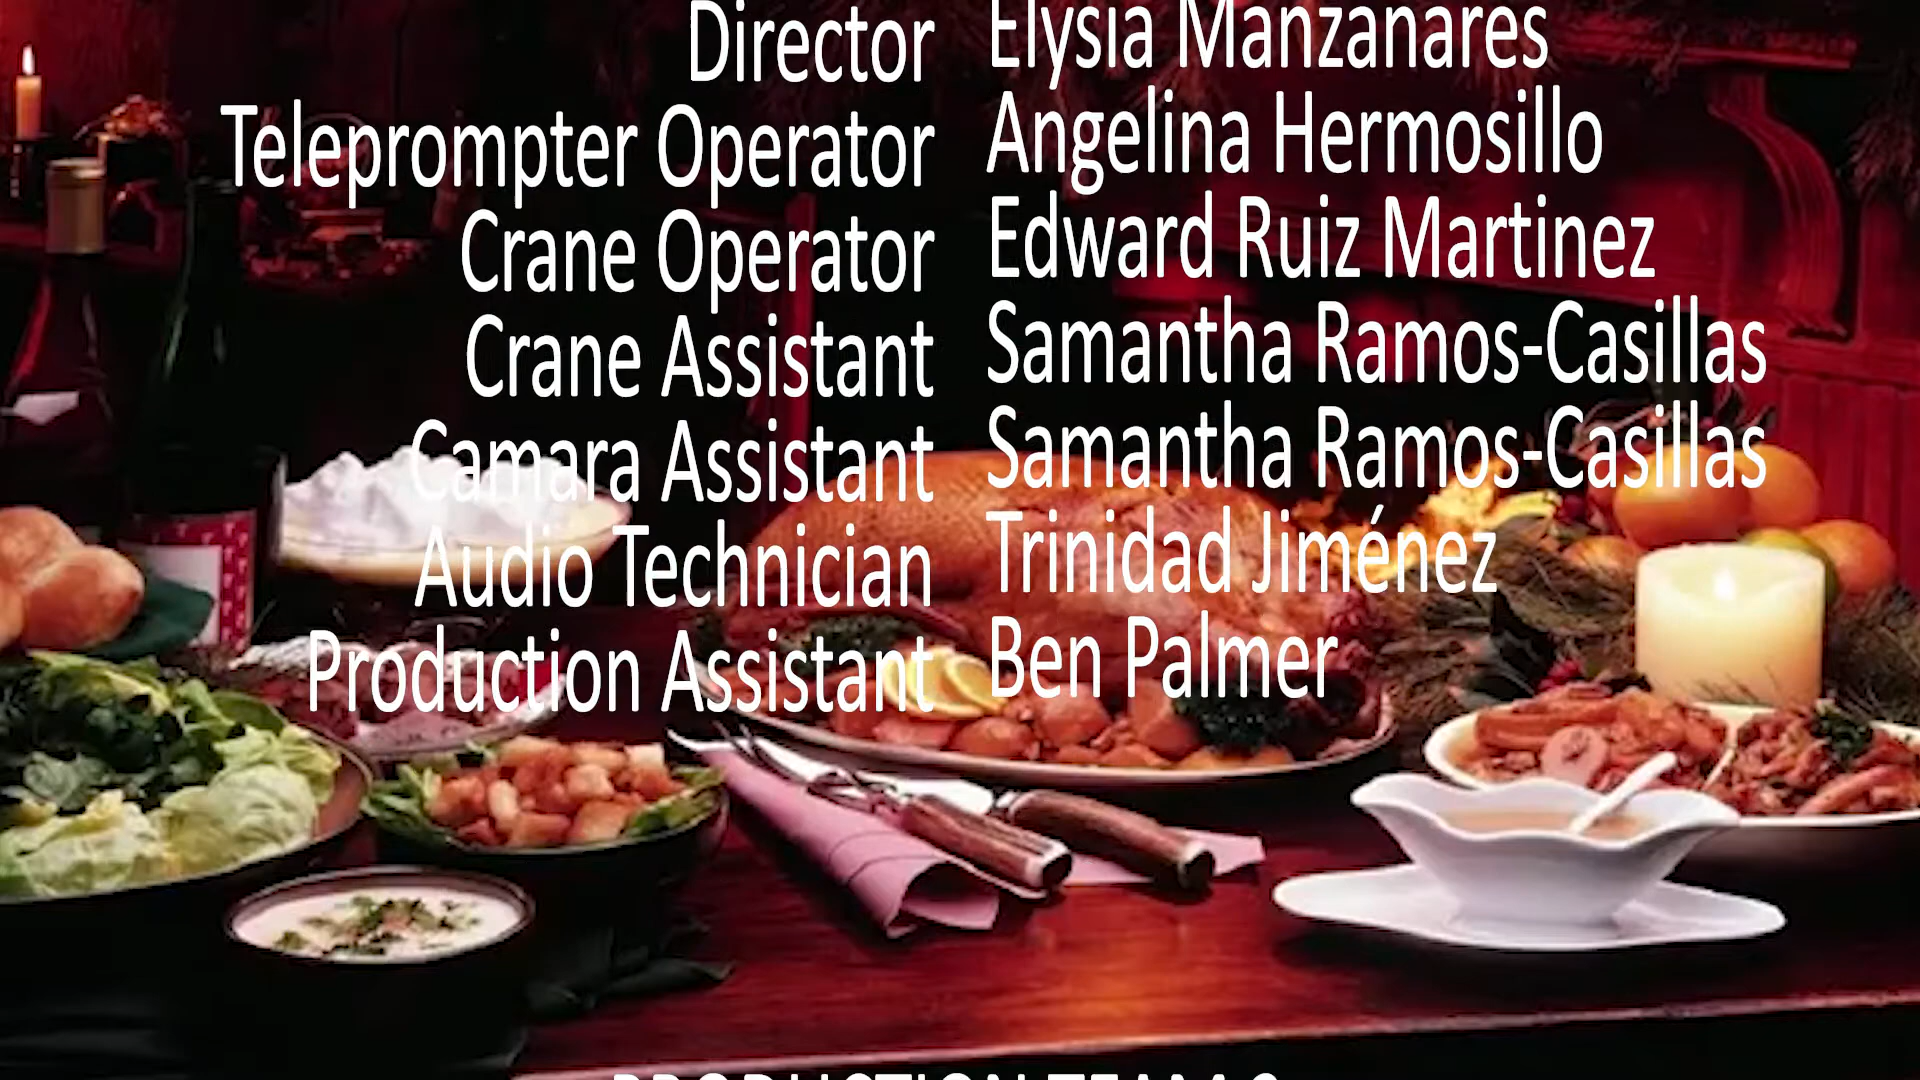 Director Elysia Manzanares
Teleprompter Operator Angelina Hermosillo
Crane Operator Edward Ruiz Martinez
Crane Assistant Samantha Ramos-Casillas
Camara Assistant Samantha Ramos-Casillas
Audio Technician Trinidad Jiménez
Production Assistant Ben Palmer